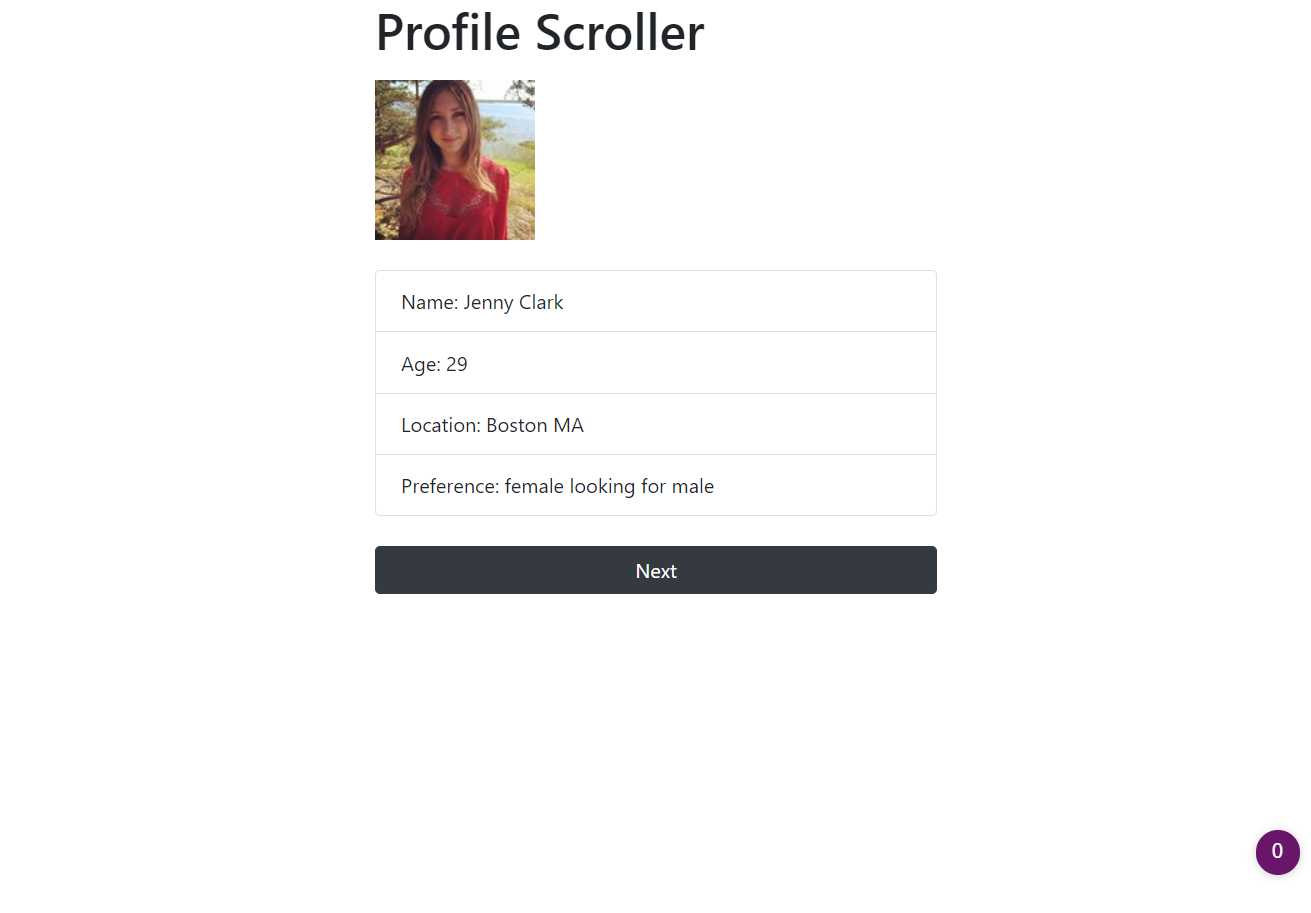 Profile Scroller
Name: Jenny Clark
Age: 29
Location: Boston MA
Preference: female looking for male
Next
0